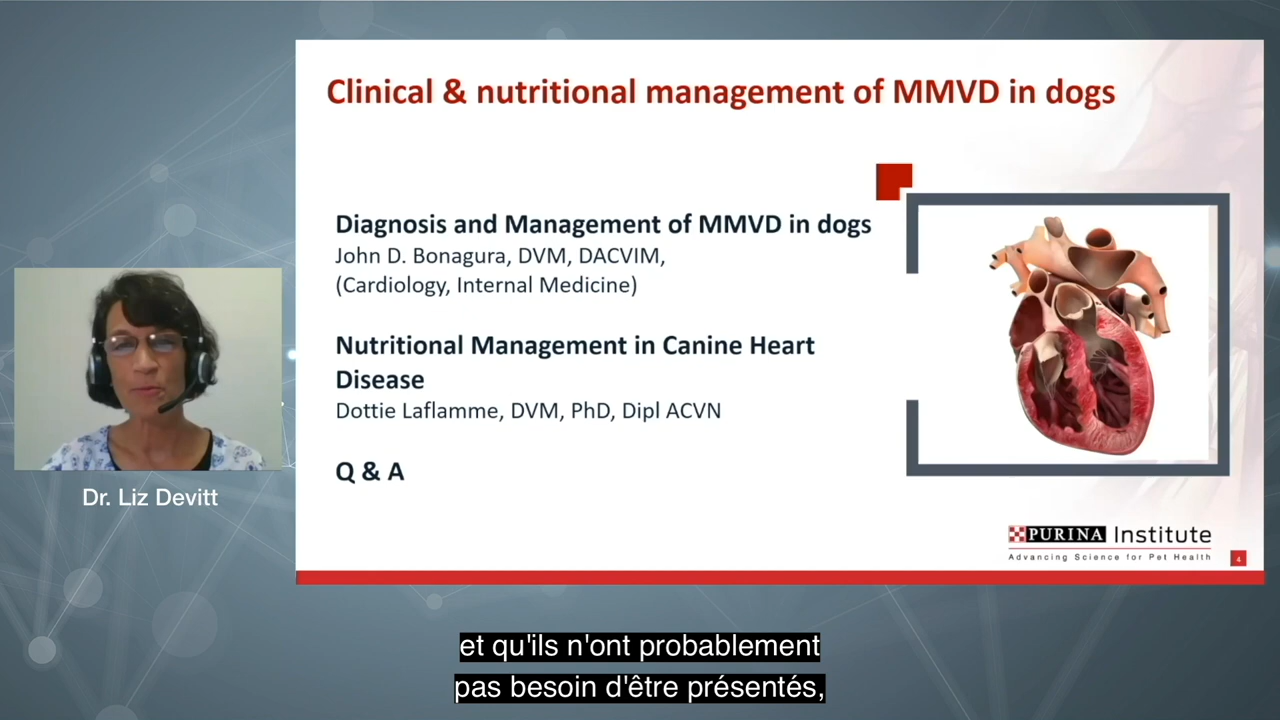 Clinical & nutritional management of MMVD in dogs
Diagnosis and Management of MMVD in dogs
John D. Bonagura, DVM, DACVIM,
(Cardiology, Internal Medicine)
Nutritional Management in Canine Heart
Disease
Dottie Laflamme, DVM, PhD, Dipl ACVN
Q & A
Dr. Liz Devitt
PURINA Institute
Advancing Science for Pet Health
4
et qu'ils n'ont probablement
pas besoin d'être présentés,